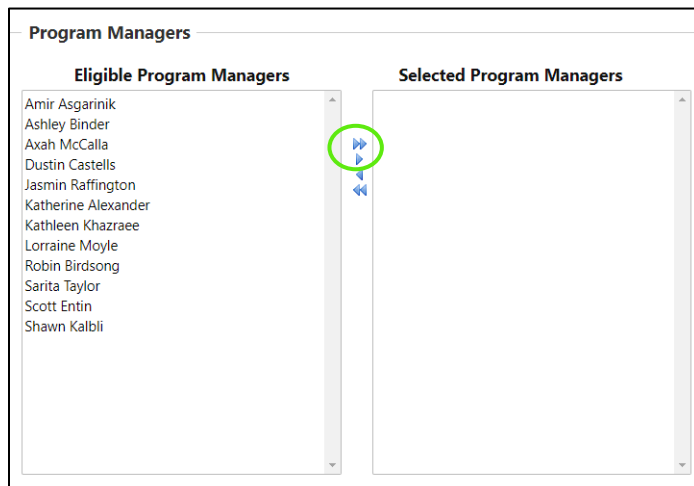 Program Managers
Eligible Program Managers
Selected Program Managers
Amir Asgarinik
Ashley Binder
Axah McCalla
Dustin Castells
Jasmin Raffington
Katherine Alexander
Kathleen Khazraee
Lorraine Moyle
Robin Birdsong
Sarita Taylor
Scott Entin
Shawn Kalbli